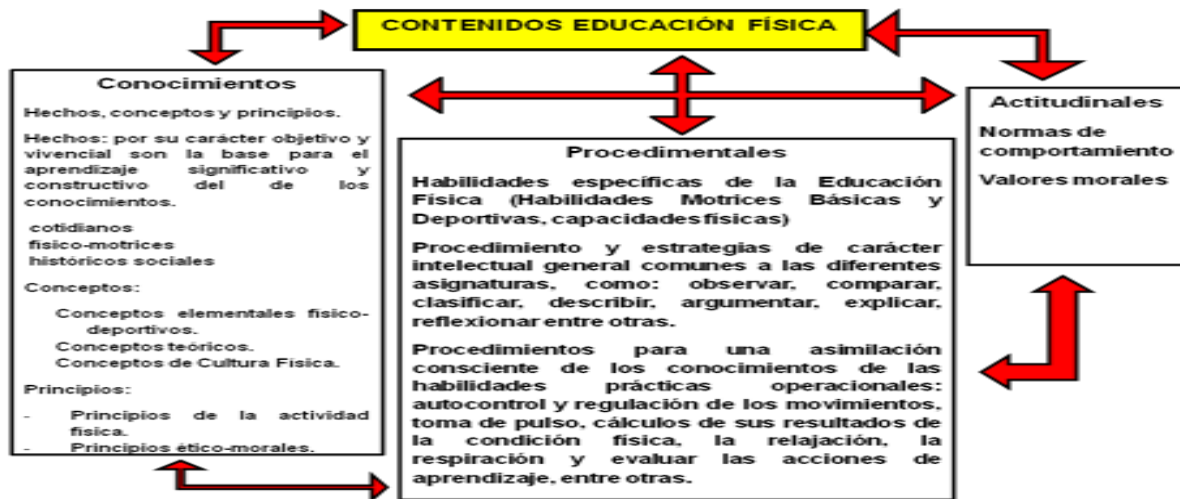 CONTENIDOS EDUCACIÓN FÍSICA
Conocimientos
Hechos, conceptos y principios.
Hechos: por su carácter objetivo y
vivencial son la base para el
aprendizaje significativo y
constructivo del de los
conocimientos.
cotidianos
físico-motrices
históricos sociales
Conceptos:
Conceptos elementales físico-
deportivos.
Conceptos teóricos.
Conceptos de Cultura Física.
Principios:
- Principios de la actividad
física.
- Principios ético-morales.
Procedimentales
Habilidades específicas de la Educación
Física (Habilidades Motrices Básicas y
Deportivas, capacidades físicas)
Procedimiento y estrategias de carácter
intelectual general comunes a las diferentes
asignaturas, como: observar, comparar,
clasificar, describir, argumentar, explicar,
reflexionar entre otras.
Procedimientos para una asimilación
consciente de los conocimientos de las
habilidades prácticas operacionales:
autocontrol y regulación de los movimientos,
toma de pulso, cálculos de sus resultados de
la condición física, la relajación, la
respiración y evaluar las acciones de
aprendizaje, entre otras.
Actitudinales
Normas de
comportamiento
Valores morales